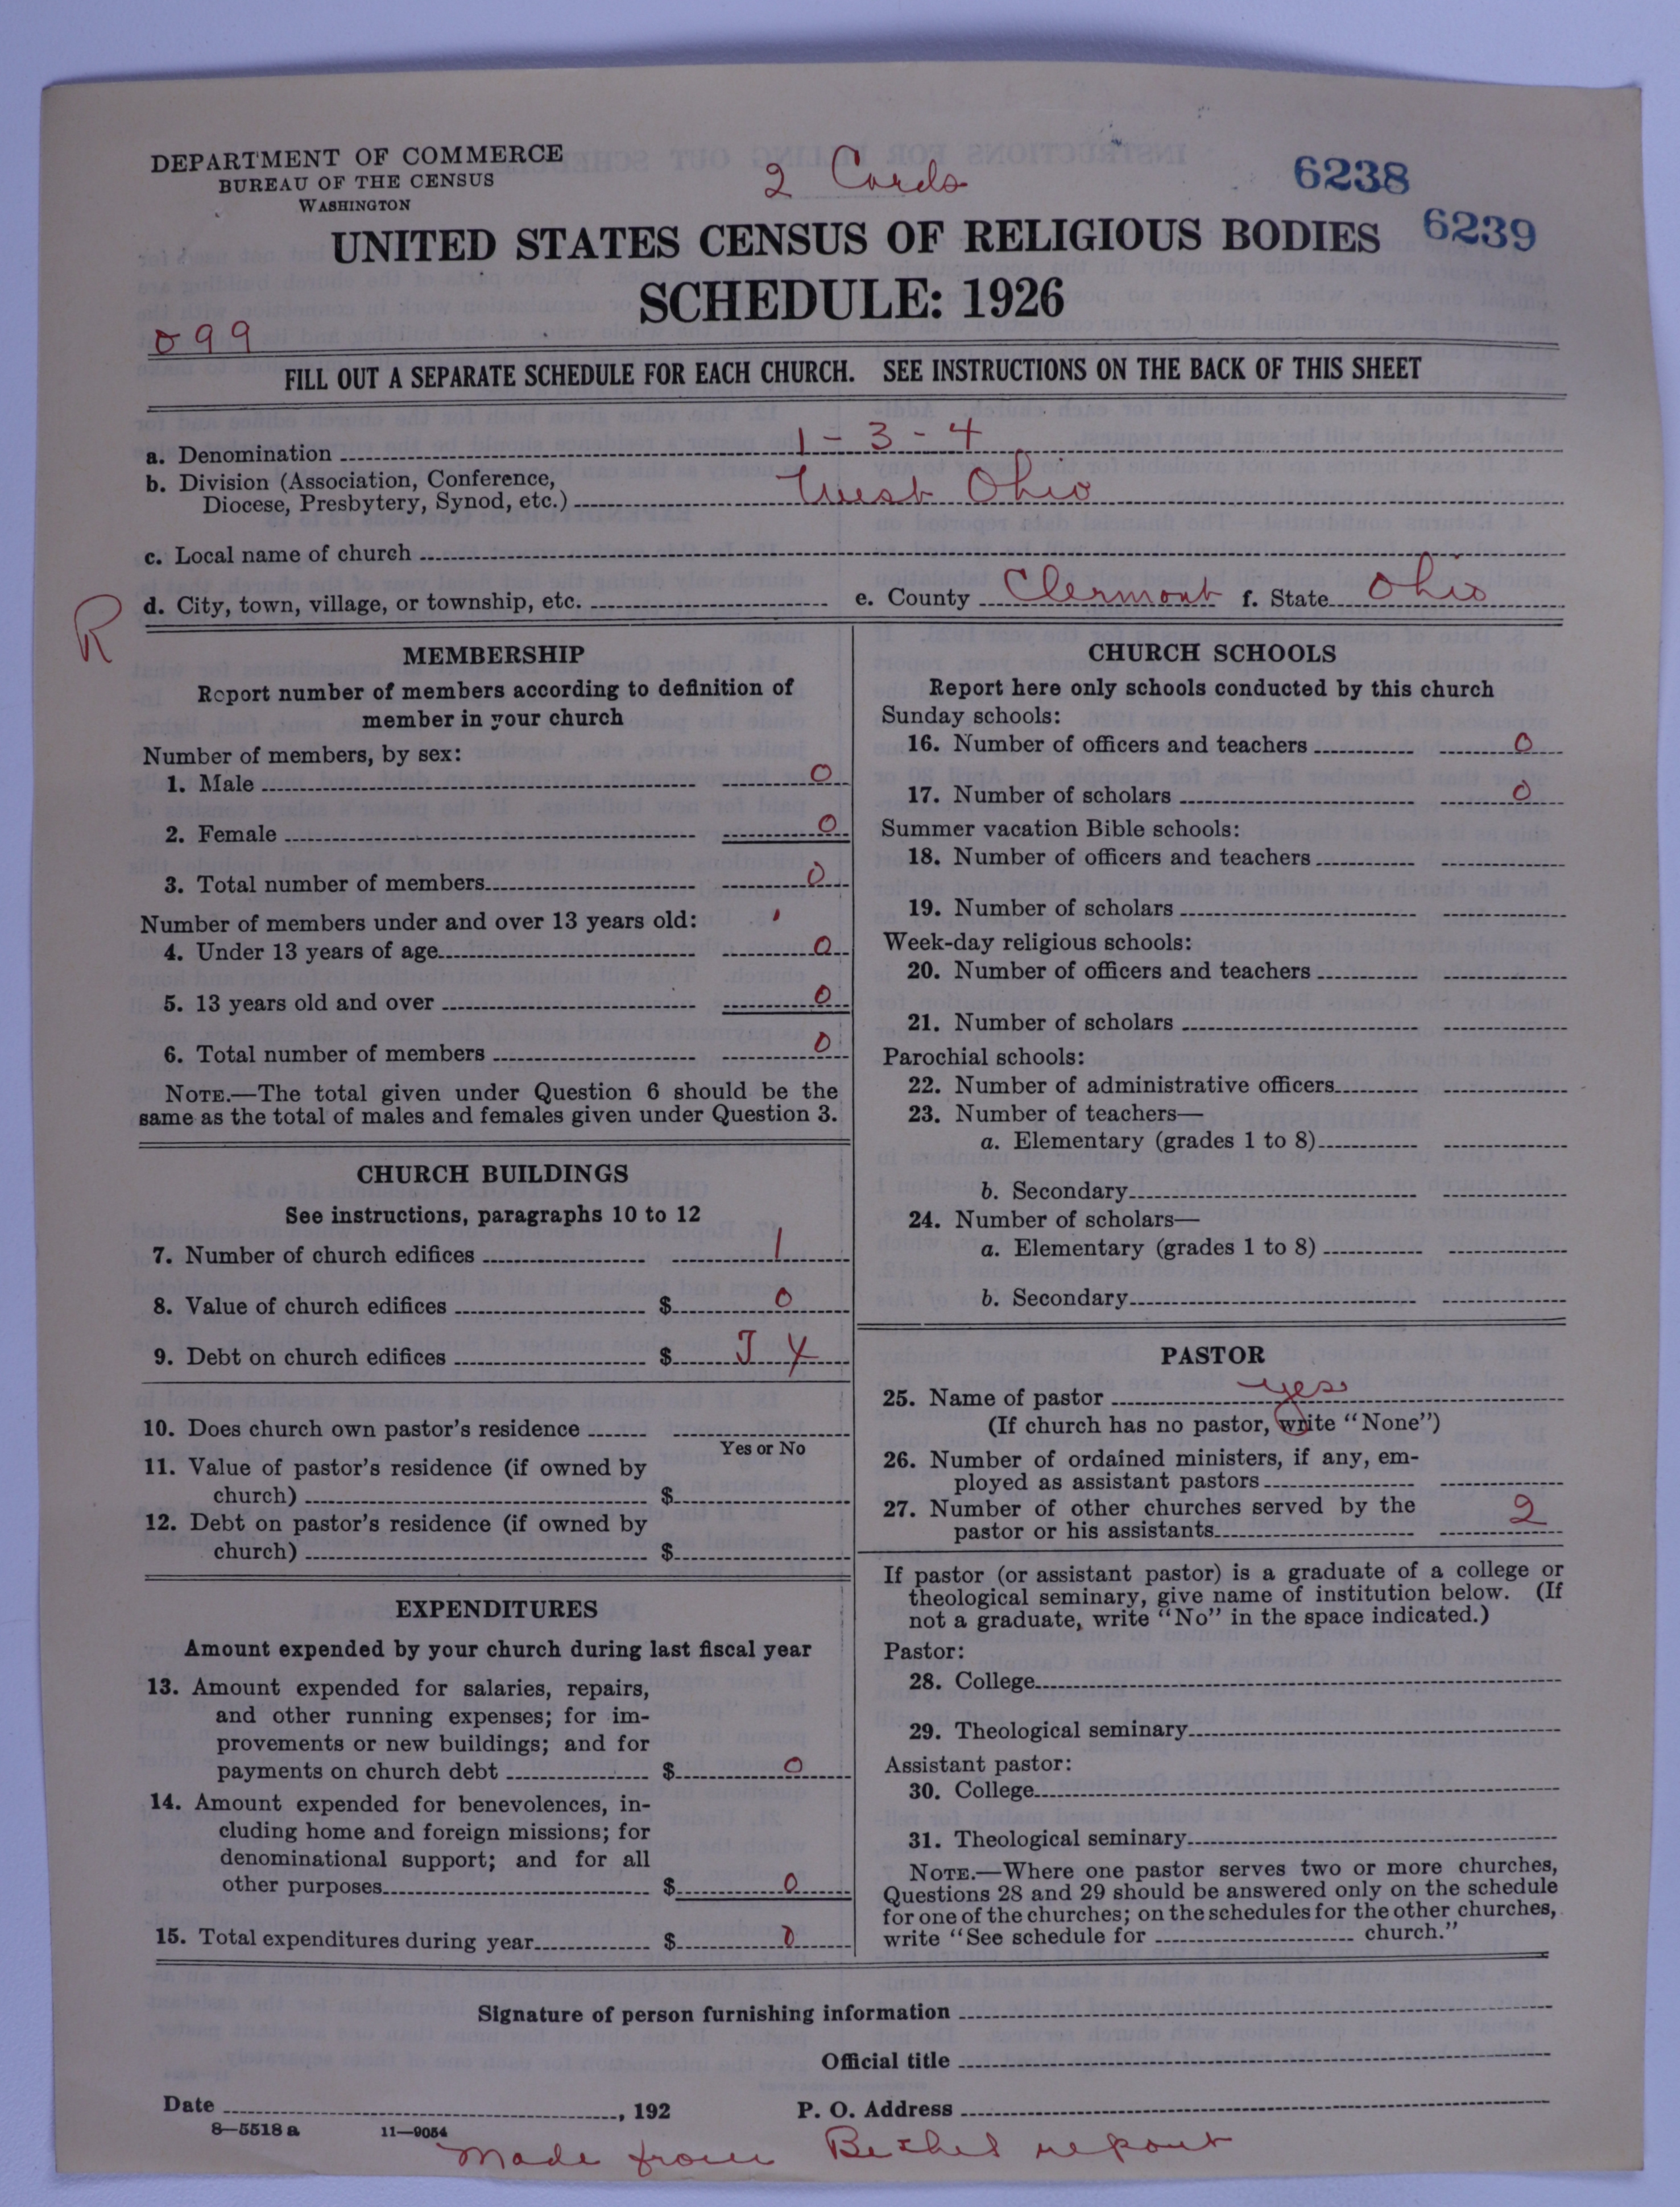 DEPARTMENT OF COMMERCE
BUREAU OF THE CENSUS
WASHINGTON
2 Cards
6238
6239
UNITED STATES CENSUS OF RELIGIOUS BODIES
SCHEDULE: 1926
099
FILL OUT A SEPARATE SCHEDULE FOR EACH CHURCH. SEE INSTRUCTIONS ON THE BACK OF THIS SHEET
a. Denomination 1-3-4
b. Division (Association, Conference,
Diocese, Presbytery, Synod, etc.) West Ohio
c. Local name of church
R
d. City, town, village, or township, etc. e. County Clermont f. State Ohio
MEMBERSHIP
Report number of members according to definition of
member in your church
Number of members, by sex:
1. Male 0
2. Female 0
3. Total number of members 0
Number of members under and over 13 years old:
4. Under 13 years of age 0
5. 13 years old and over 0
6. Total number of members 0
NOTE.—The total given under Question 6 should be the
same as the total of males and females given under Question 3.
CHURCH BUILDINGS
See instructions, paragraphs 10 to 12
7. Number of church edifices 1
8. Value of church edifices $ 0
9. Debt on church edifices $ J X
10. Does church own pastor's residence
Yes or No
11. Value of pastor's residence (if owned by
church) $
12. Debt on pastor's residence (if owned by
church) $
EXPENDITURES
Amount expended by your church during last fiscal year
13. Amount expended for salaries, repairs,
and other running expenses; for im-
provements or new buildings; and for
payments on church debt $ 0
14. Amount expended for benevolences, in-
cluding home and foreign missions; for
denominational support; and for all
other purposes $ 0
15. Total expenditures during year $ 0
CHURCH SCHOOLS
Report here only schools conducted by this church
Sunday schools:
16. Number of officers and teachers 0
17. Number of scholars 0
Summer vacation Bible schools:
18. Number of officers and teachers
19. Number of scholars
Week-day religious schools:
20. Number of officers and teachers
21. Number of scholars
Parochial schools:
22. Number of administrative officers
23. Number of teachers—
a. Elementary (grades 1 to 8)
b. Secondary
24. Number of scholars—
a. Elementary (grades 1 to 8)
b. Secondary
PASTOR
25. Name of pastor yes
(If church has no pastor, write "None")
26. Number of ordained ministers, if any, em-
ployed as assistant pastors
27. Number of other churches served by the
pastor or his assistants 2
If pastor (or assistant pastor) is a graduate of a college or
theological seminary, give name of institution below. (If
not a graduate, write "No" in the space indicated.)
Pastor:
28. College
29. Theological seminary
Assistant pastor:
30. College
31. Theological seminary
NOTE.—Where one pastor serves two or more churches,
Questions 28 and 29 should be answered only on the schedule
for one of the churches; on the schedules for the other churches,
write "See schedule for church."
Signature of person furnishing information
Official title
Date , 192
P. O. Address
8—5518 a 11—9054
Made from Bethel report